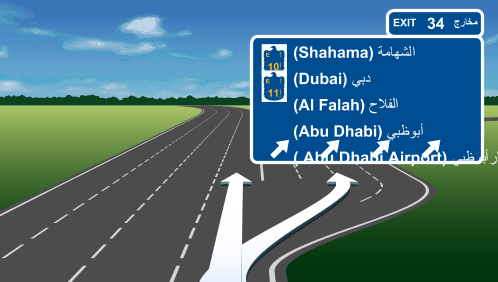 EXIT 34 مخارج
E 10
(Shahama) الشهامة
E 11
(Dubai) دبي
(Al Falah) الفلاح
(Abu Dhabi) أبوظبي
( Abu Dhabi Airport)